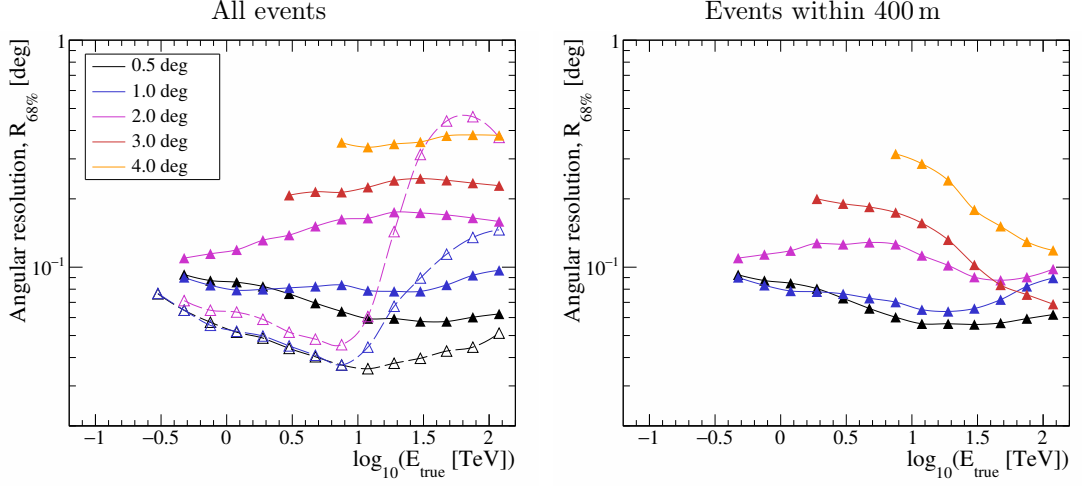 All events
Events within 400 m
Angular resolution, R68% [deg]
1
10−1
0.5 deg
1.0 deg
2.0 deg
3.0 deg
4.0 deg
−1 −0.5 0 0.5 1 1.5 2
log10(Etrue [TeV])
Angular resolution, R68% [deg]
1
10−1
−1 −0.5 0 0.5 1 1.5 2
log10(Etrue [TeV])